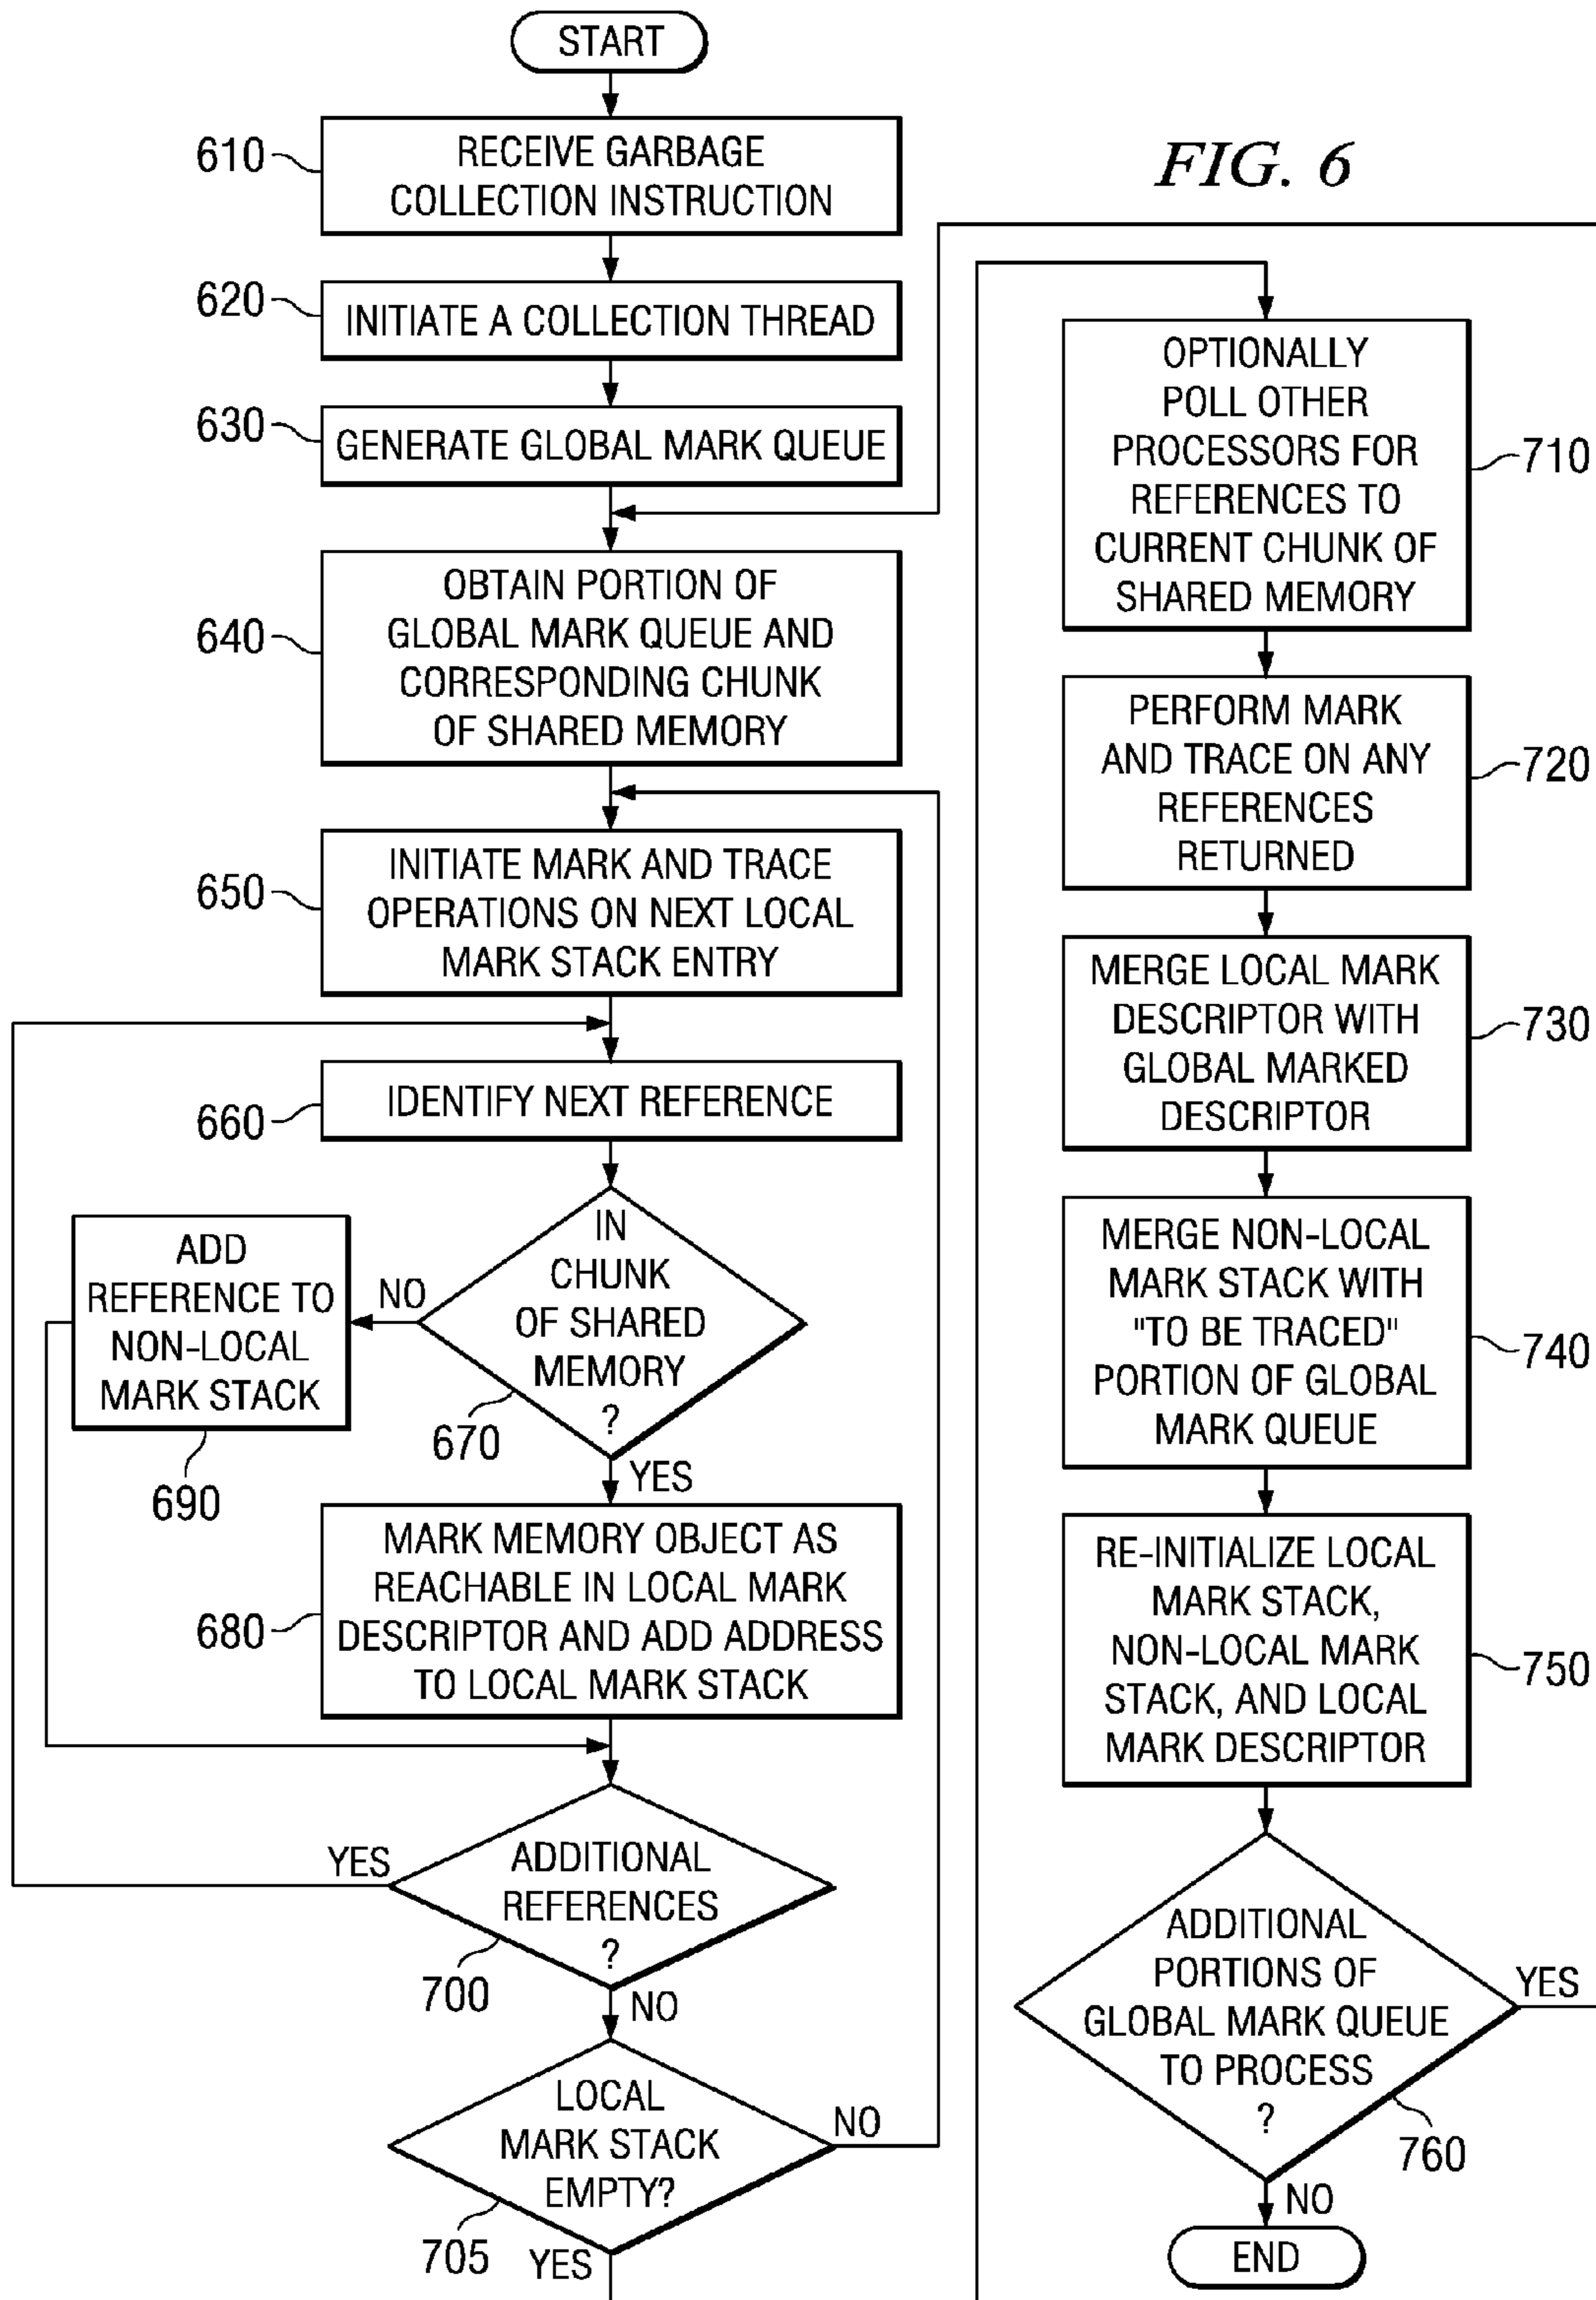 START
610
RECEIVE GARBAGE
COLLECTION INSTRUCTION
FIG. 6
620
INITIATE A COLLECTION THREAD
630
GENERATE GLOBAL MARK QUEUE
640
OBTAIN PORTION OF
GLOBAL MARK QUEUE AND
CORRESPONDING CHUNK
OF SHARED MEMORY
650
INITIATE MARK AND TRACE
OPERATIONS ON NEXT LOCAL
MARK STACK ENTRY
660
IDENTIFY NEXT REFERENCE
IN
CHUNK
OF SHARED
MEMORY
?
670
NO
YES
ADD
REFERENCE TO
NON-LOCAL
MARK STACK
690
680
MARK MEMORY OBJECT AS
REACHABLE IN LOCAL MARK
DESCRIPTOR AND ADD ADDRESS
TO LOCAL MARK STACK
YES
ADDITIONAL
REFERENCES
?
700
NO
LOCAL
MARK STACK
EMPTY?
NO
705
YES
OPTIONALLY
POLL OTHER
PROCESSORS FOR
REFERENCES TO
CURRENT CHUNK OF
SHARED MEMORY
710
PERFORM MARK
AND TRACE ON ANY
REFERENCES
RETURNED
720
MERGE LOCAL MARK
DESCRIPTOR WITH
GLOBAL MARKED
DESCRIPTOR
730
MERGE NON-LOCAL
MARK STACK WITH
"TO BE TRACED"
PORTION OF GLOBAL
MARK QUEUE
740
RE-INITIALIZE LOCAL
MARK STACK,
NON-LOCAL MARK
STACK, AND LOCAL
MARK DESCRIPTOR
750
ADDITIONAL
PORTIONS OF
GLOBAL MARK QUEUE
TO PROCESS
?
YES
760
NO
END